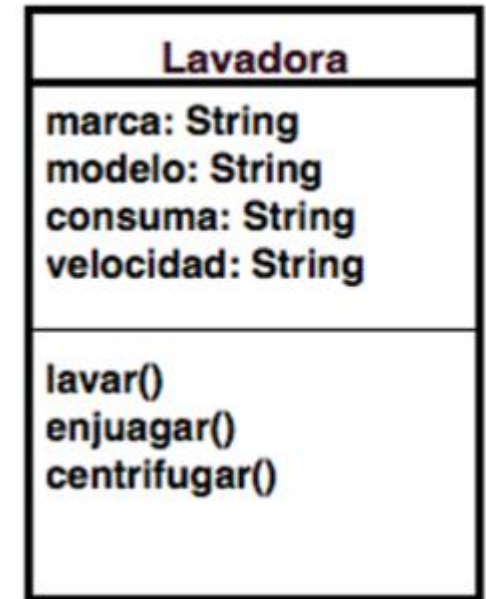 Lavadora
marca: String
modelo: String
consuma: String
velocidad: String
lavar()
enjuagar()
centrifugar()